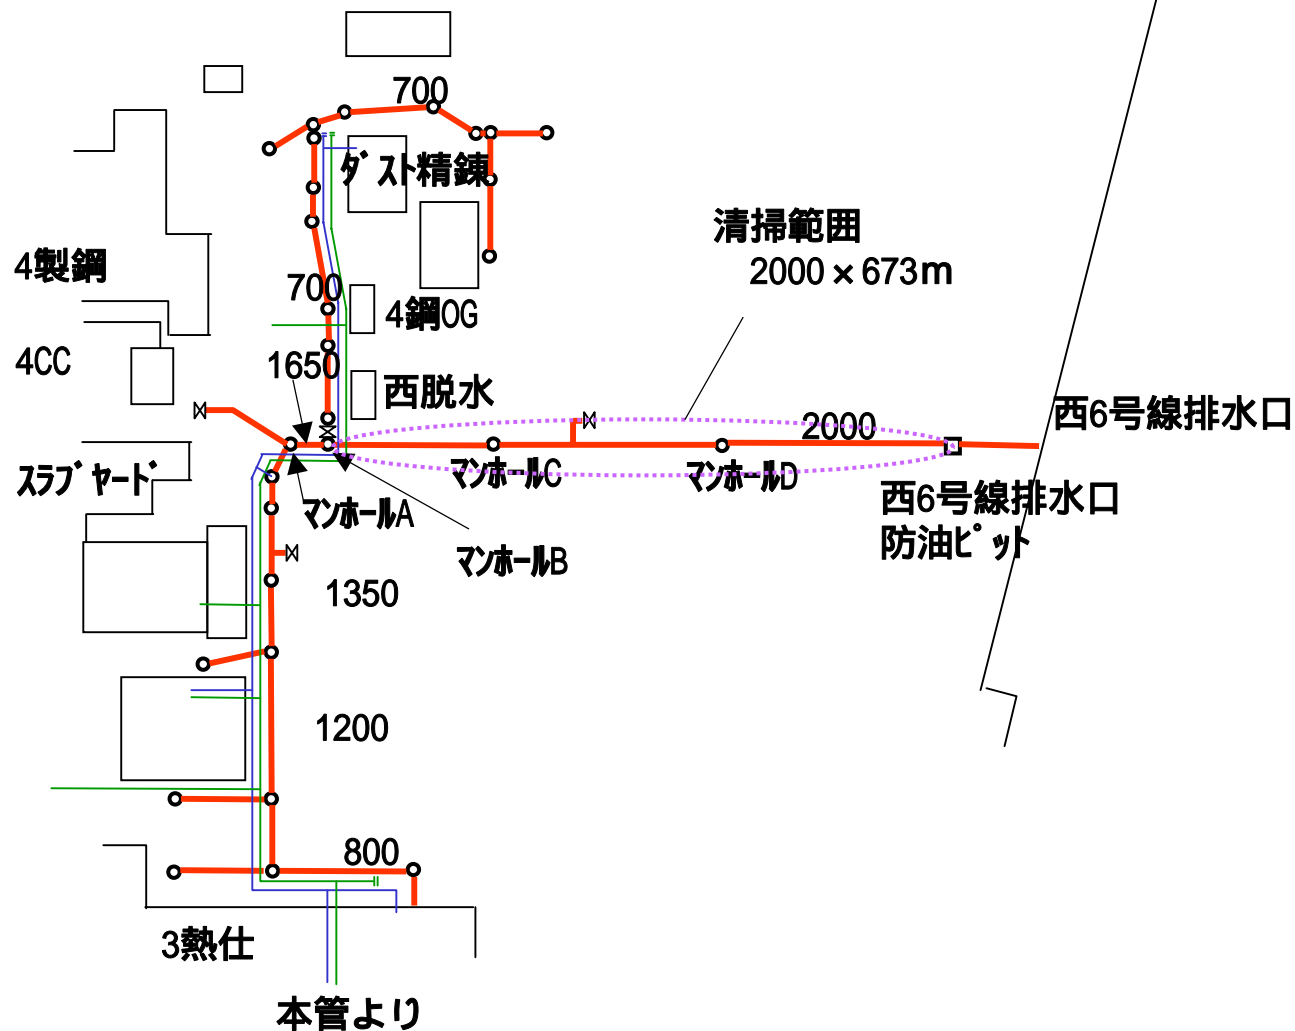 700
ﾀﾞｽﾄ精錬
清掃範囲
2000×673m
4製鋼
700
4鋼OG
4CC
1650
西脱水
2000
西6号線排水口
ｽﾗﾌﾞﾔｰﾄﾞ
ﾏﾝﾎｰﾙC
ﾏﾝﾎｰﾙD
西6号線排水口
防油ﾋﾟｯﾄ
ﾏﾝﾎｰﾙA
ﾏﾝﾎｰﾙB
1350
1200
800
3熱仕
本管より